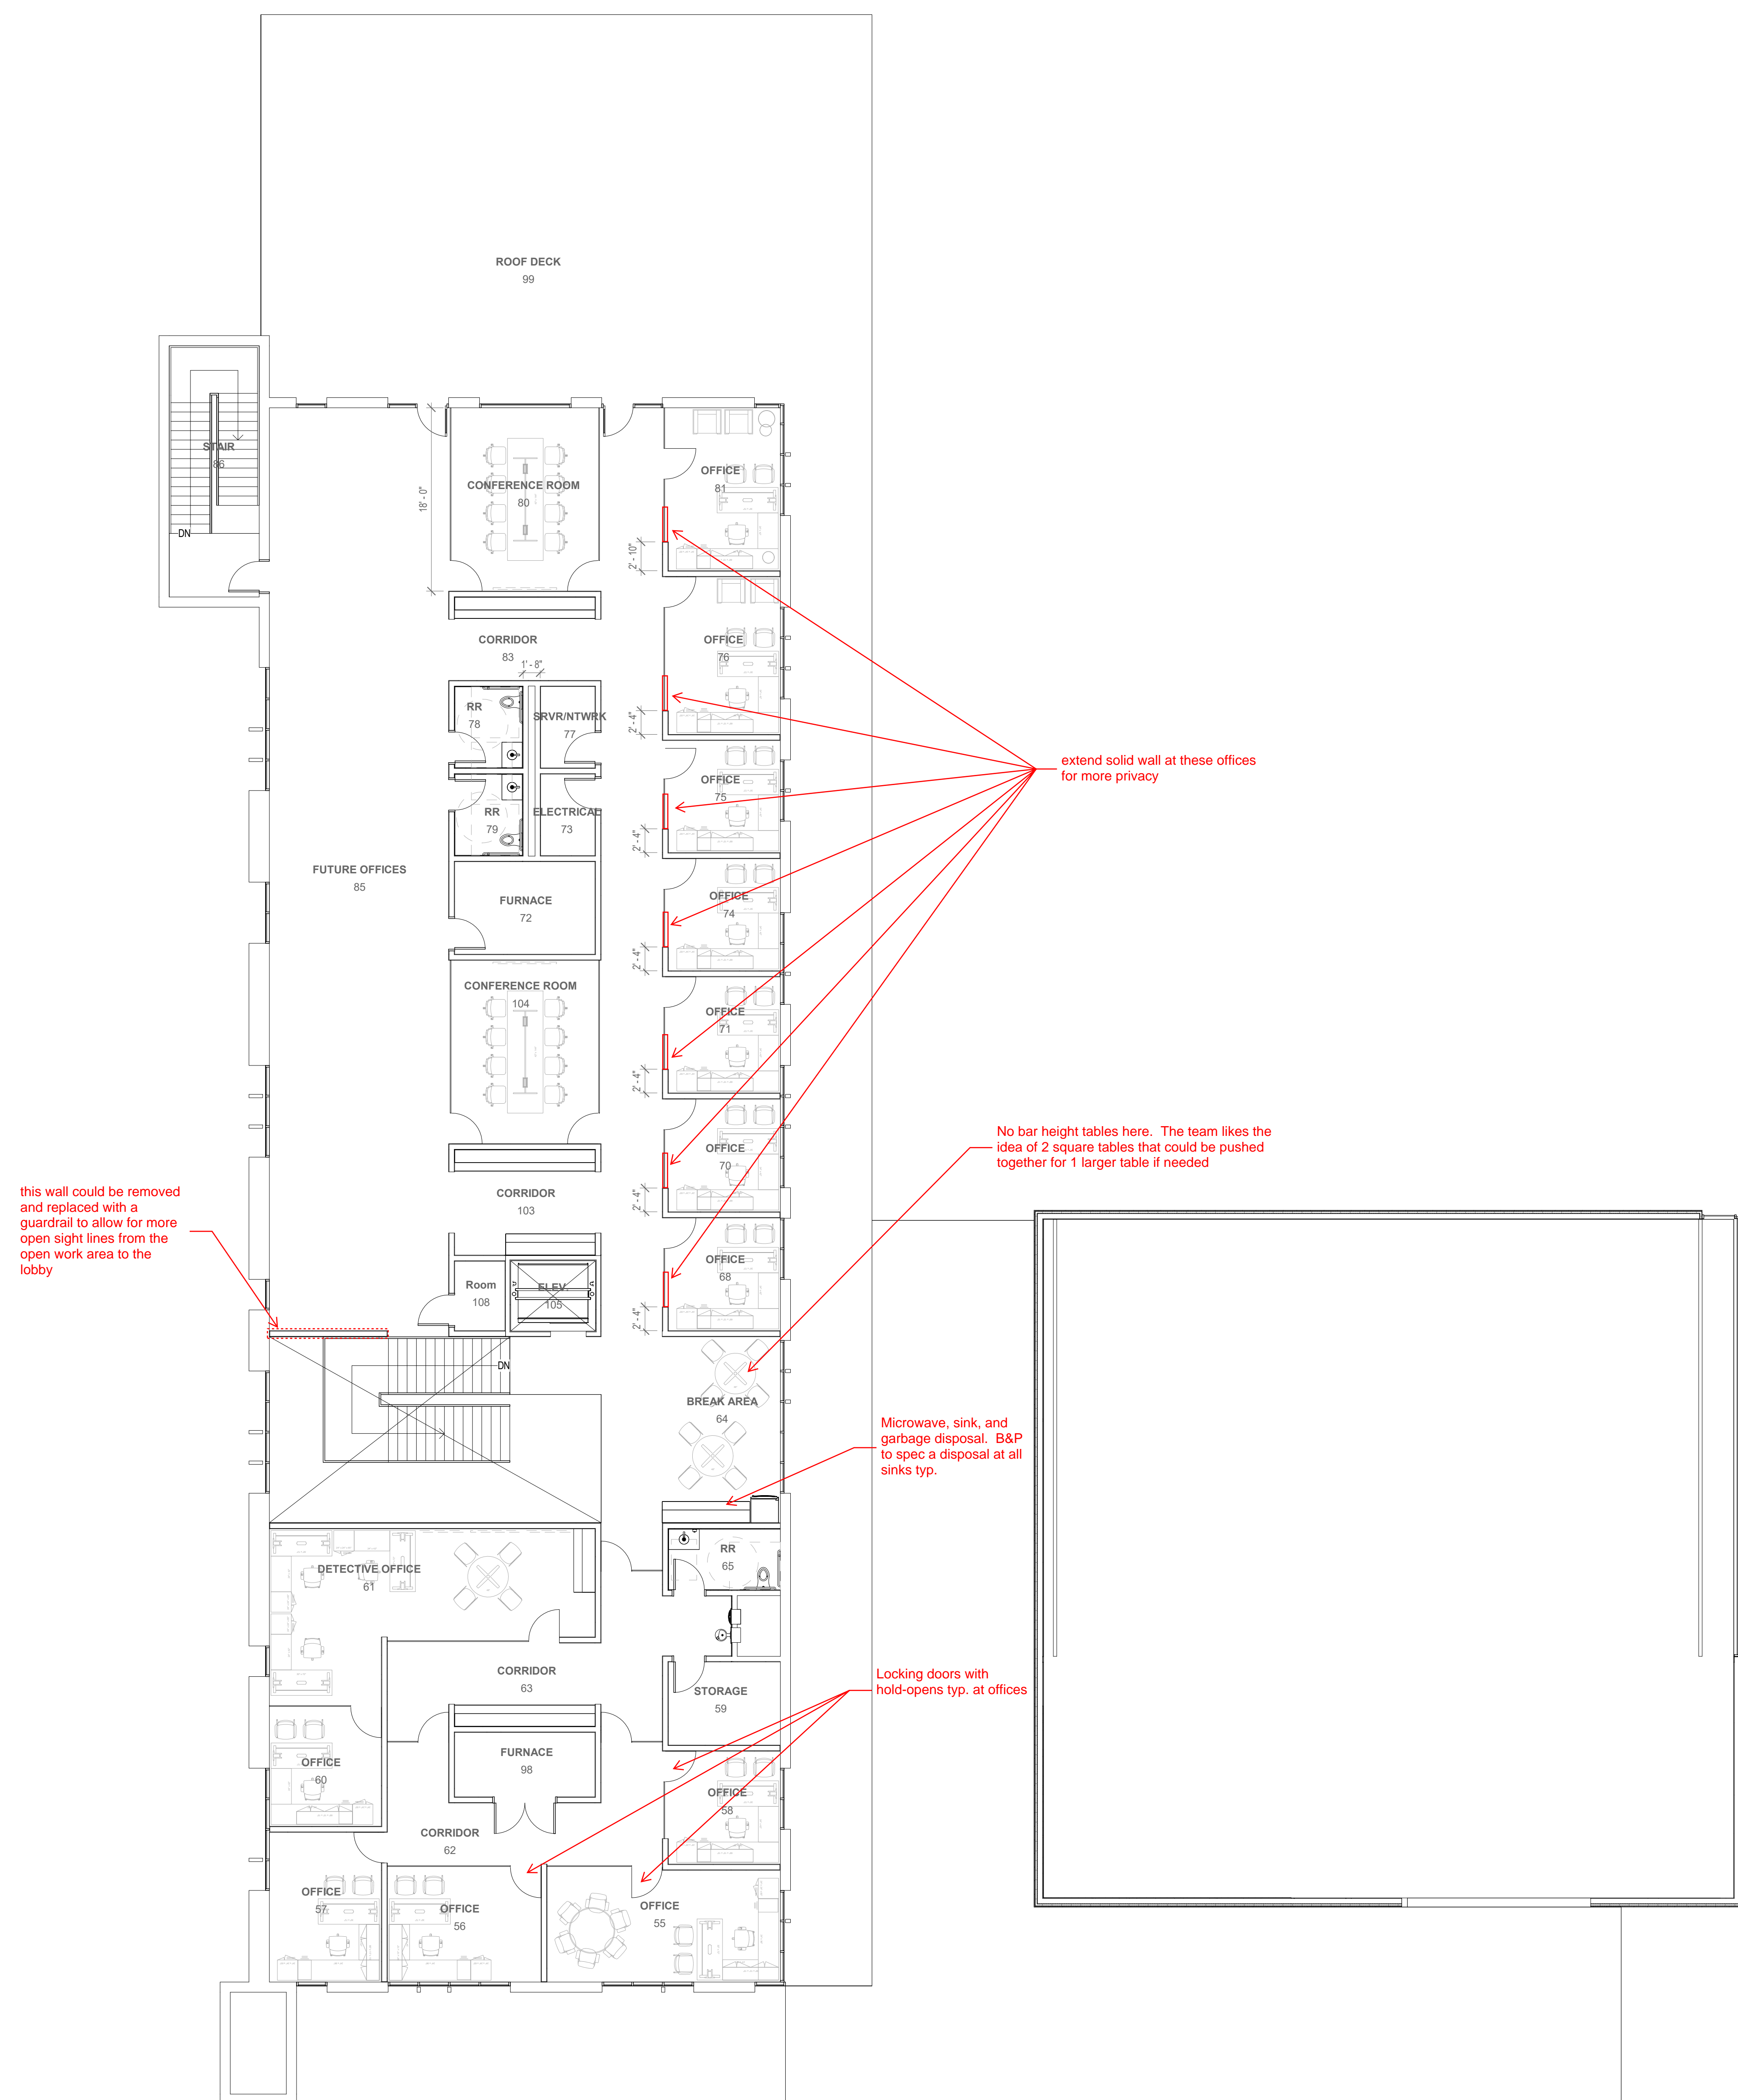 ROOF DECK
99
STAIR
86
DN
18' - 0"
CONFERENCE ROOM
80
OFFICE
81
2' - 10"
CORRIDOR
83
1' - 8"
OFFICE
76
2' - 4"
RR
78
SRVR/NTWRK
77
OFFICE
75
2' - 4"
extend solid wall at these offices
for more privacy
RR
79
ELECTRICAL
73
FUTURE OFFICES
85
FURNACE
72
OFFICE
74
2' - 4"
CONFERENCE ROOM
104
OFFICE
71
2' - 4"
No bar height tables here. The team likes the
idea of 2 square tables that could be pushed
together for 1 larger table if needed
OFFICE
70
2' - 4"
this wall could be removed
and replaced with a
guardrail to allow for more
open sight lines from the
open work area to the
lobby
CORRIDOR
103
OFFICE
68
2' - 4"
Room
108
ELEV.
105
DN
BREAK AREA
64
Microwave, sink, and
garbage disposal. B&P
to spec a disposal at all
sinks typ.
RR
65
DETECTIVE OFFICE
61
CORRIDOR
63
Locking doors with
hold-opens typ. at offices
STORAGE
59
FURNACE
98
OFFICE
60
OFFICE
58
CORRIDOR
62
OFFICE
57
OFFICE
56
OFFICE
55